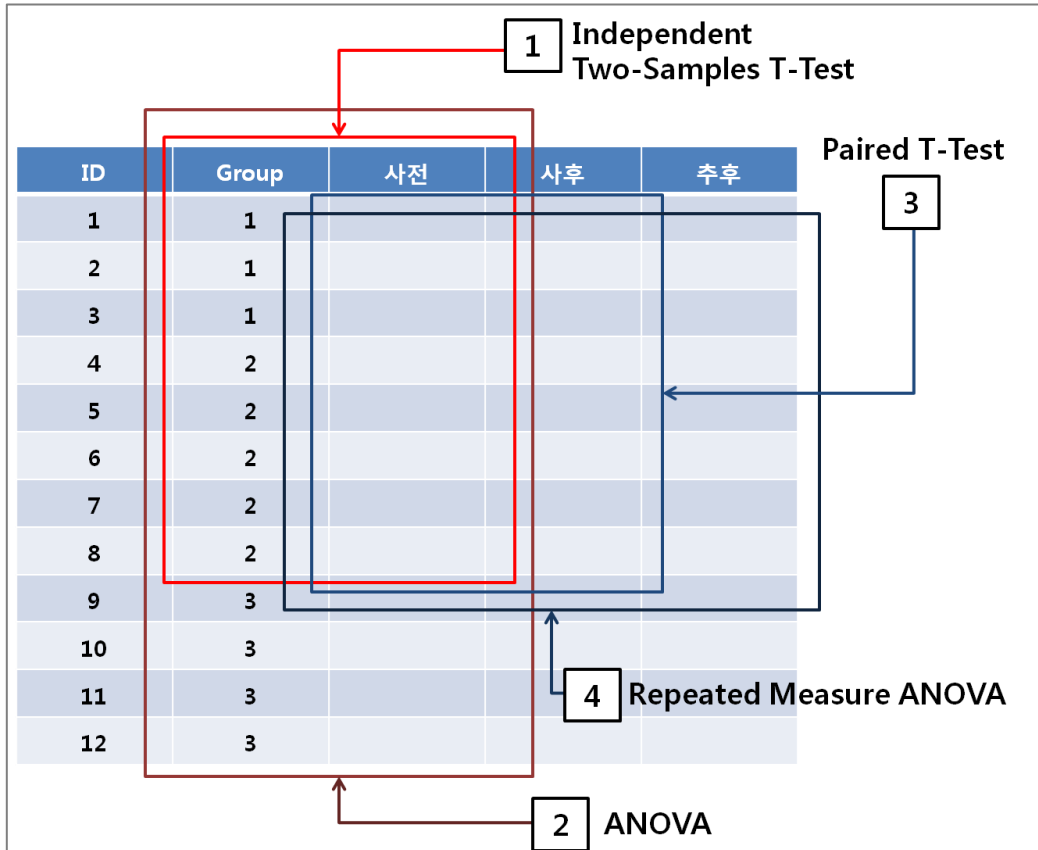 1 Independent
Two-Samples T-Test
Paired T-Test
3
ID Group 사전 사후 추후
1 1
2 1
3 1
4 2
5 2
6 2
7 2
8 2
9 3
10 3
11 3
12 3
4 Repeated Measure ANOVA
2 ANOVA